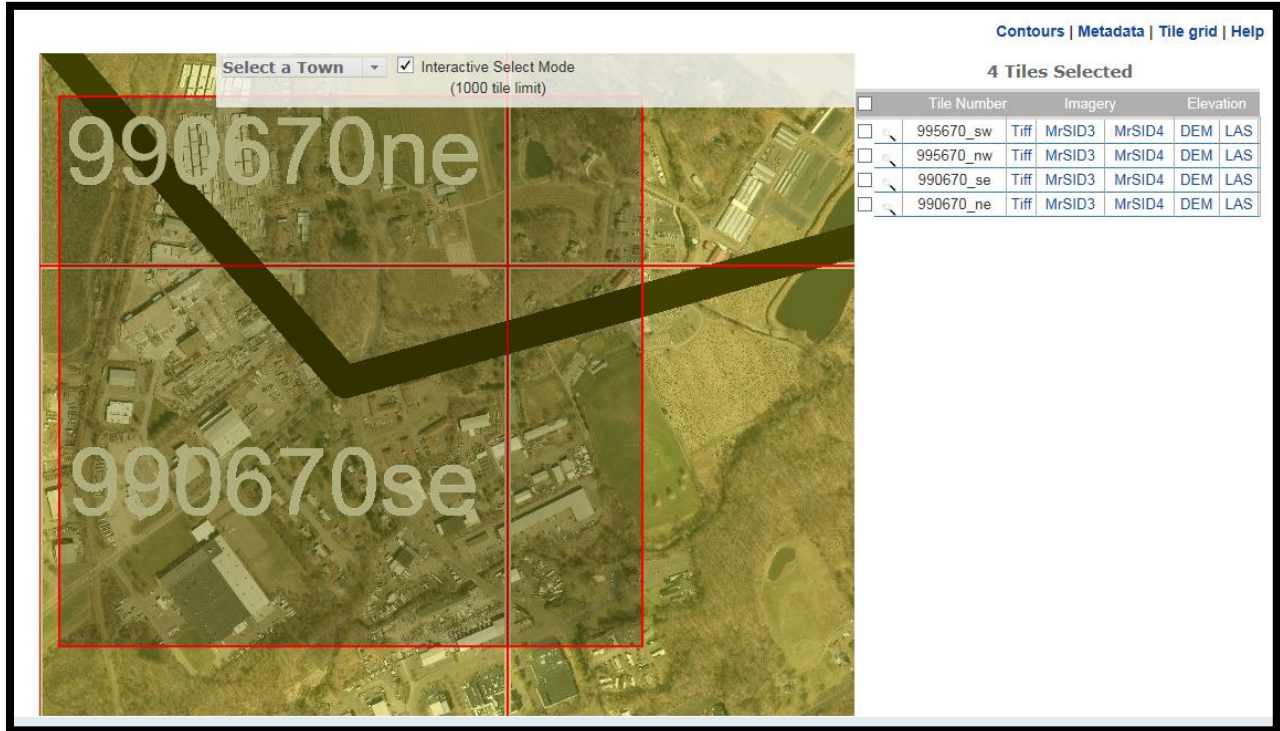 Contours | Metadata | Tile grid | Help
Select a Town
Interactive Select Mode
(1000 tile limit)
4 Tiles Selected
Tile Number Imagery Elevation
995670_sw Tiff MrSID3 MrSID4 DEM LAS
995670_nw Tiff MrSID3 MrSID4 DEM LAS
990670_se Tiff MrSID3 MrSID4 DEM LAS
990670_ne Tiff MrSID3 MrSID4 DEM LAS
990670ne
990670se